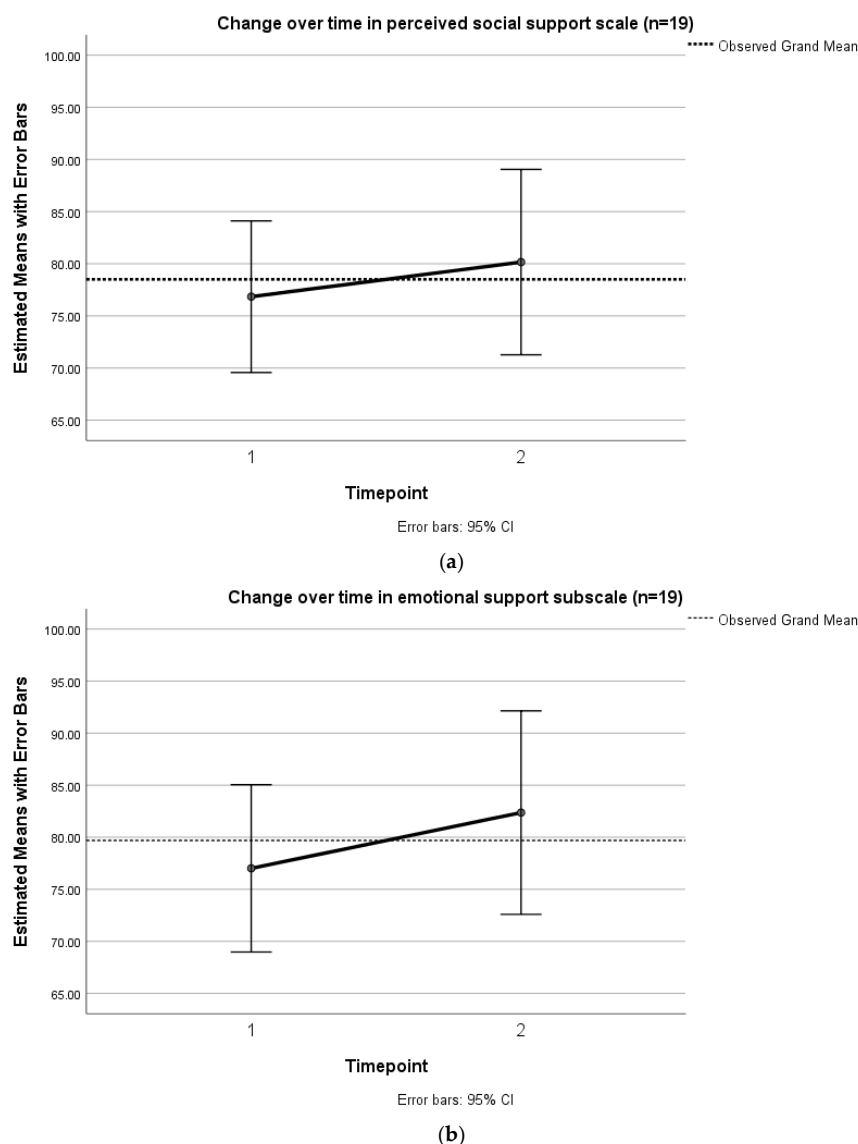 Change over time in perceived social support scale (n=19)
Observed Grand Mean
Estimated Means with Error Bars
100.00
95.00
90.00
85.00
80.00
75.00
70.00
65.00
1 2
Timepoint
Error bars: 95% CI
(a)
Change over time in emotional support subscale (n=19)
Observed Grand Mean
Estimated Means with Error Bars
100.00
95.00
90.00
85.00
80.00
75.00
70.00
65.00
1 2
Timepoint
Error bars: 95% CI
(b)